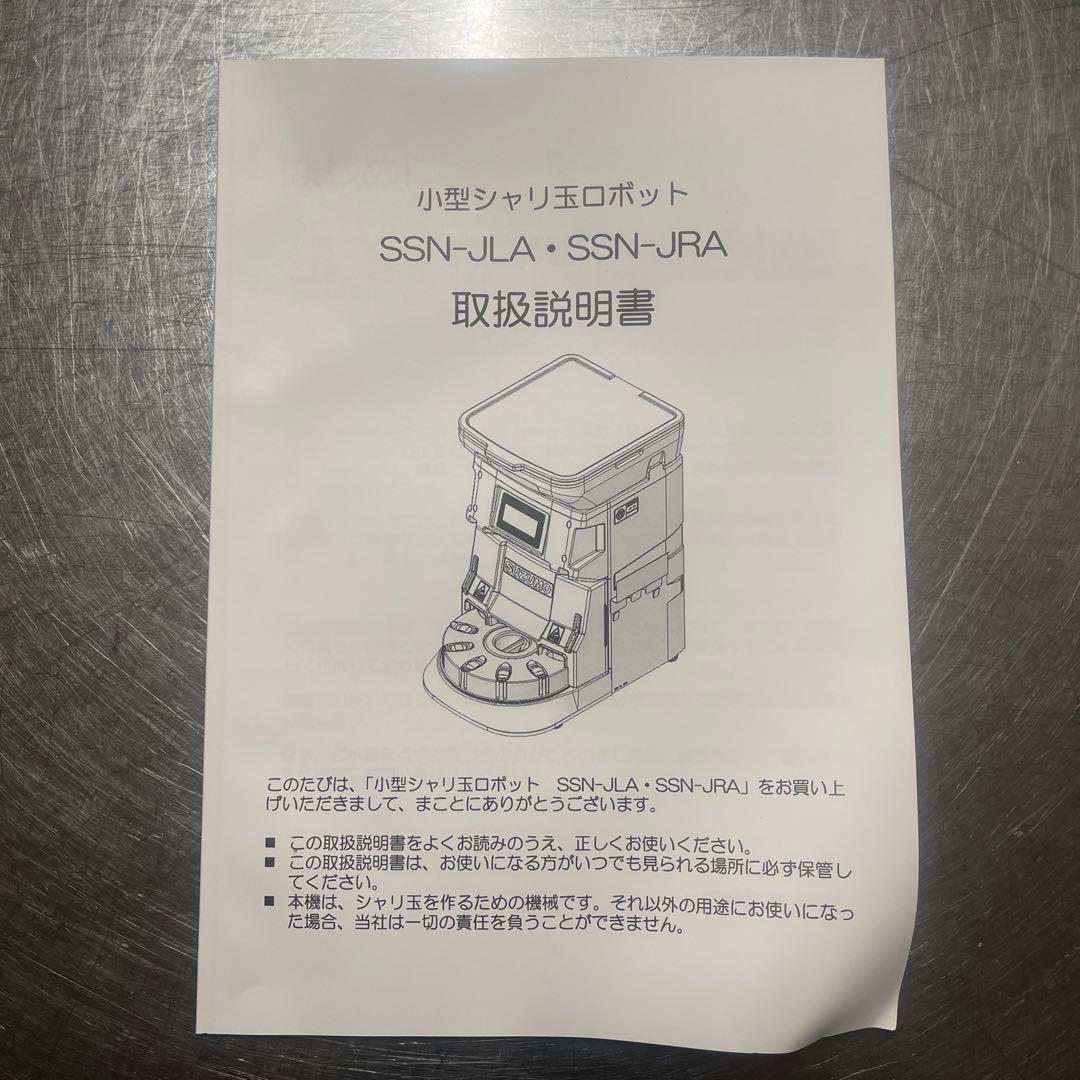 小型シャリ玉ロボット
SSN-JLA・SSN-JRA
取扱説明書
SUZUMO
このたびは、「小型シャリ玉ロボット　SSN-JLA・SSN-JRA」をお買い上
げいただきまして、まことにありがとうございます。
■ この取扱説明書をよくお読みのうえ、正しくお使いください。
■ この取扱説明書は、お使いになる方がいつでも見られる場所に必ず保管し
てください。
■ 本機は、シャリ玉を作るための機械です。それ以外の用途にお使いになっ
た場合、当社は一切の責任を負うことができません。